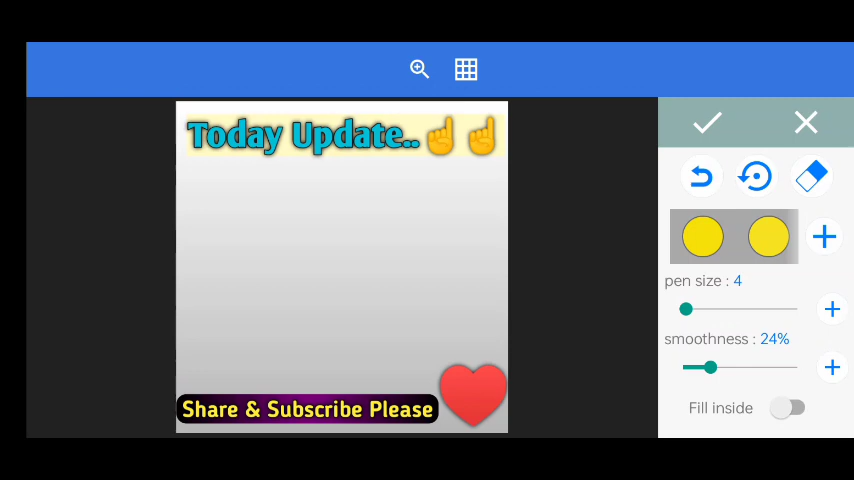 Today Update..☝☝
pen size : 4
smoothness : 24%
Fill inside
Share & Subscribe Please